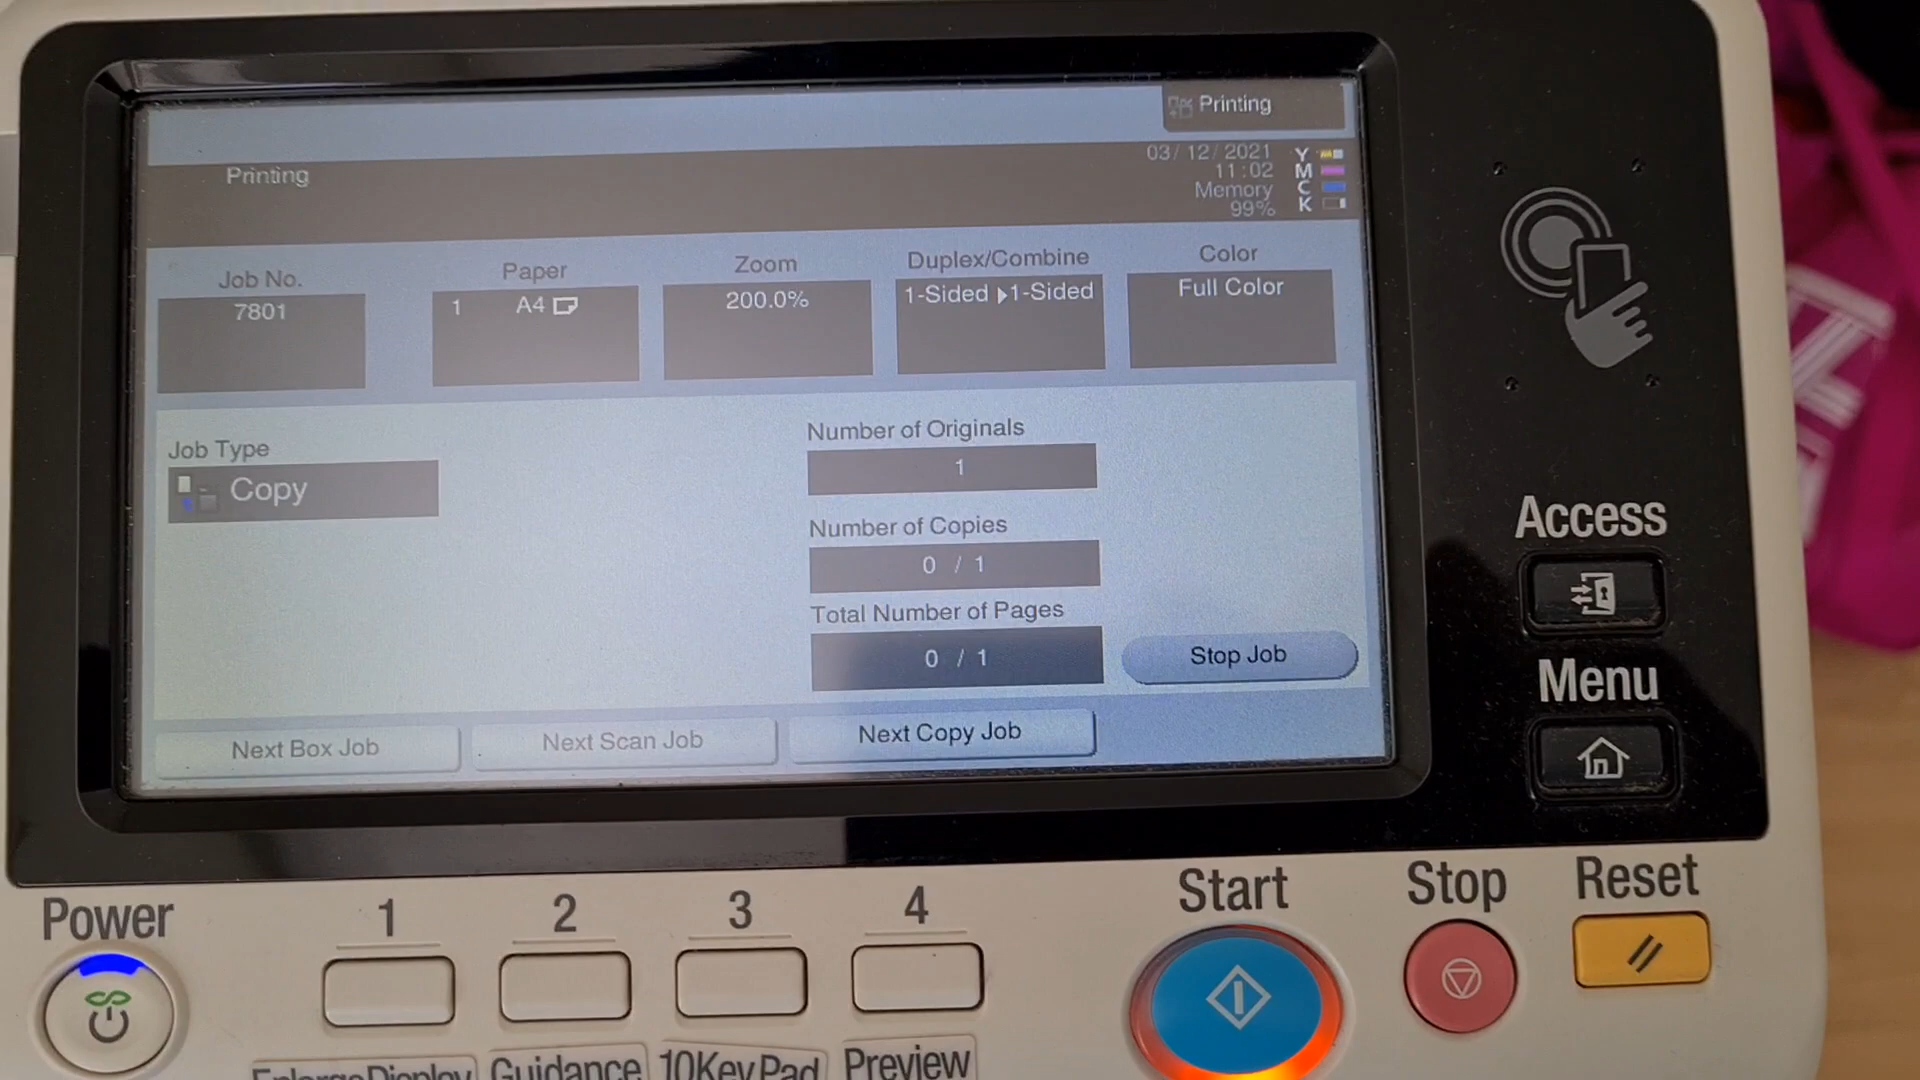 Printing
Printing
03/12/2021
11:02
Memory
99%
Y
M
C
K
Job No.
7801
Paper
1 A4
Zoom
200.0%
Duplex/Combine
1-Sided ▸1-Sided
Color
Full Color
Job Type
Copy
Number of Originals
1
Number of Copies
0 / 1
Total Number of Pages
0 / 1
Stop Job
Next Box Job
Next Scan Job
Next Copy Job
Access
Menu
Power
1
2
3
4
Start
Stop
Reset
Enlarge Display
Guidance
10KeyPad
Preview